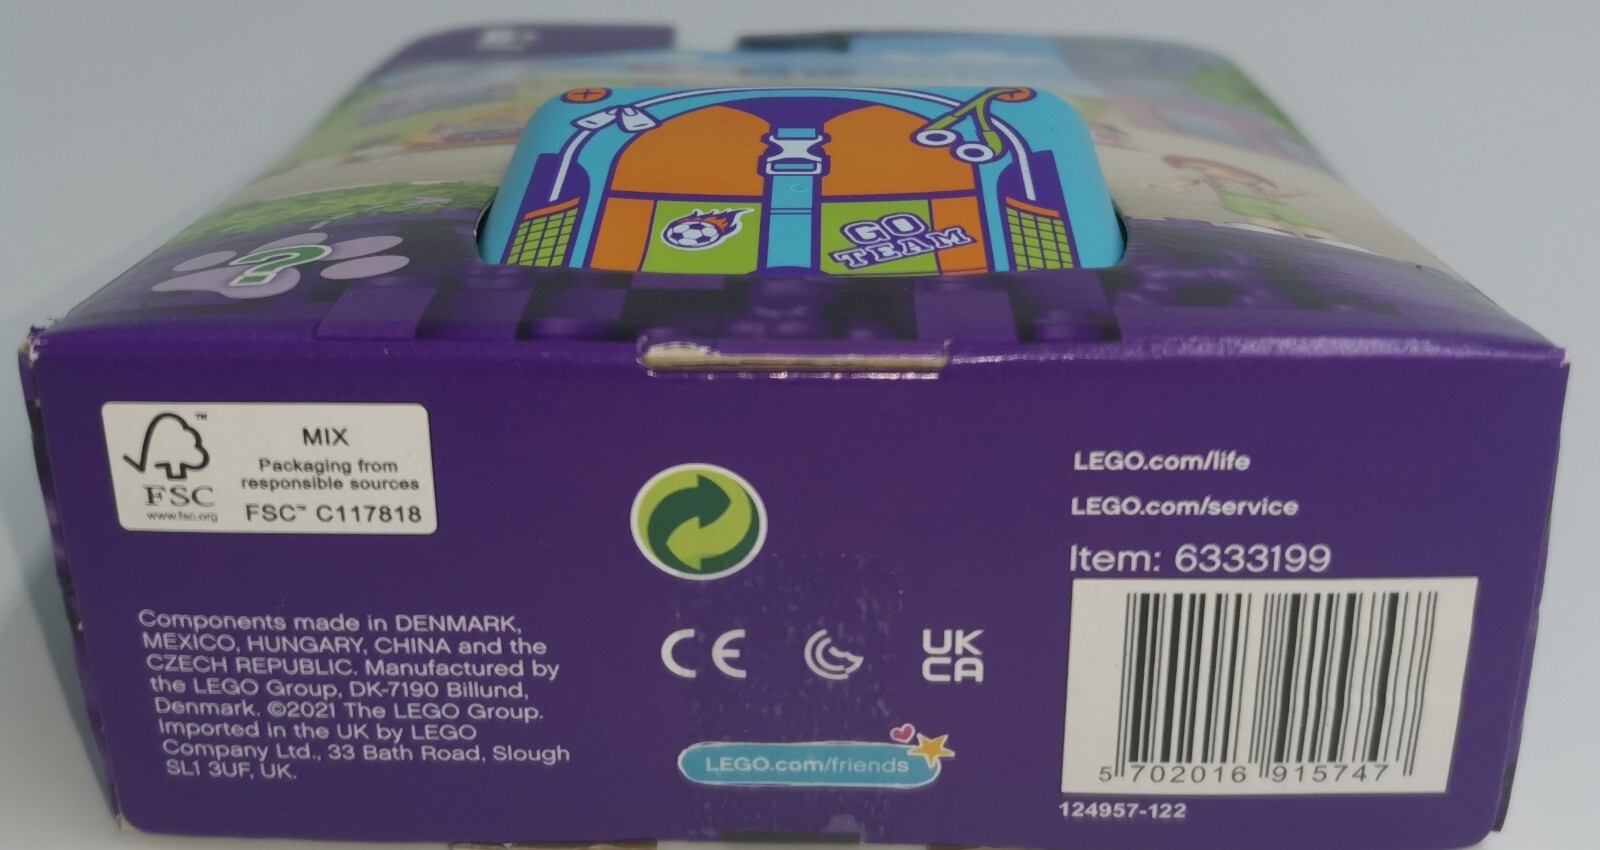 GO
TEAM
?
MIX
Packaging from
responsible sources
FSC™ C117818
™
FSC
www.fsc.org
LEGO.com/life
LEGO.com/service
Item: 6333199
Components made in DENMARK,
MEXICO, HUNGARY, CHINA and the
CZECH REPUBLIC. Manufactured by
the LEGO Group, DK-7190 Billund,
Denmark. ©2021 The LEGO Group.
Imported in the UK by LEGO
Company Ltd., 33 Bath Road, Slough
SL1 3UF, UK.
CE
UK
CA
LEGO.com/friends
5 702016 915747
124957-122